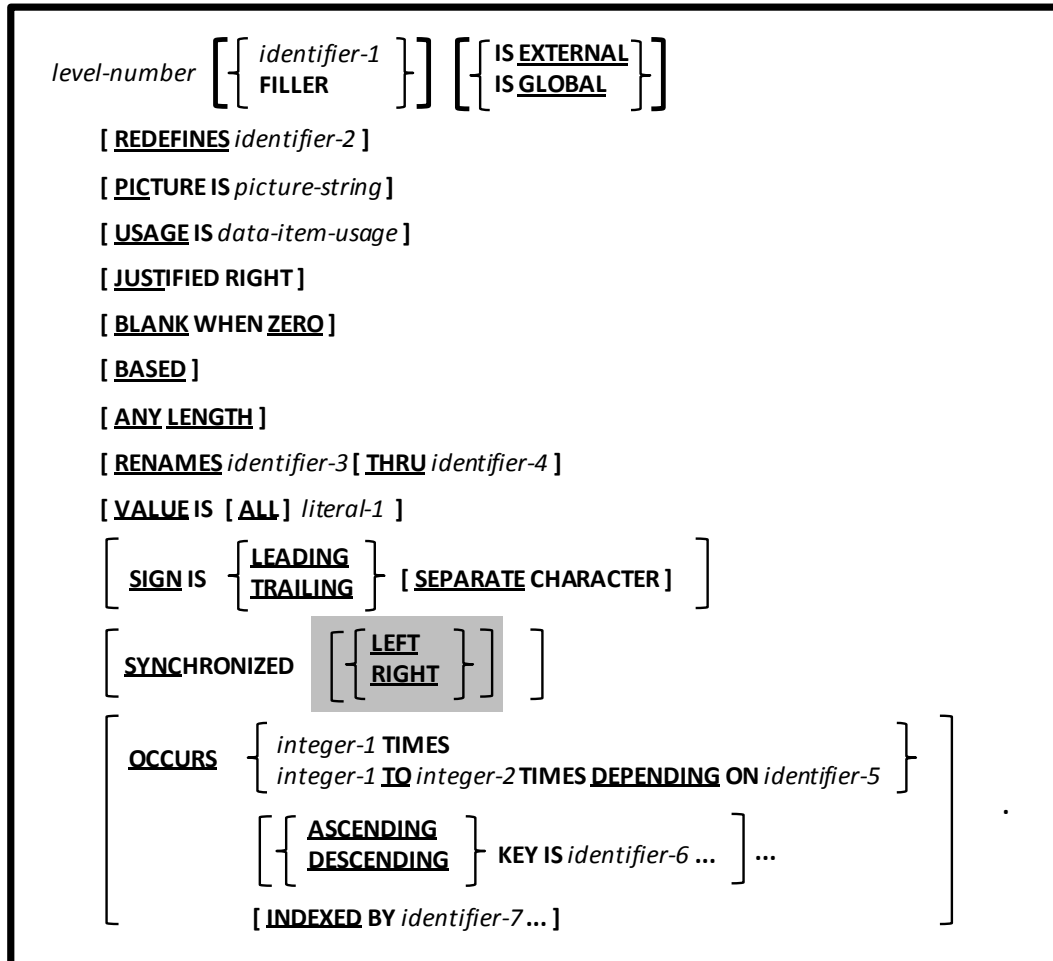 identifier-1 IS EXTERNAL
level-number
FILLER IS GLOBAL
[ REDEFINES identifier-2 ]
[ PICTURE IS picture-string ]
[ USAGE IS data-item-usage ]
[ JUSTIFIED RIGHT ]
[ BLANK WHEN ZERO ]
[ BASED ]
[ ANY LENGTH ]
[ RENAMES identifier-3 [ THRU identifier-4 ]
[ VALUE IS [ ALL ] literal-1 ]
LEADING
SIGN IS [ SEPARATE CHARACTER ]
TRAILING
LEFT
SYNCHRONIZED
RIGHT
integer-1 TIMES
OCCURS
integer-1 TO integer-2 TIMES DEPENDING ON identifier-5
.
ASCENDING
KEY IS identifier-6 ... ...
DESCENDING
[ INDEXED BY identifier-7 ... ]